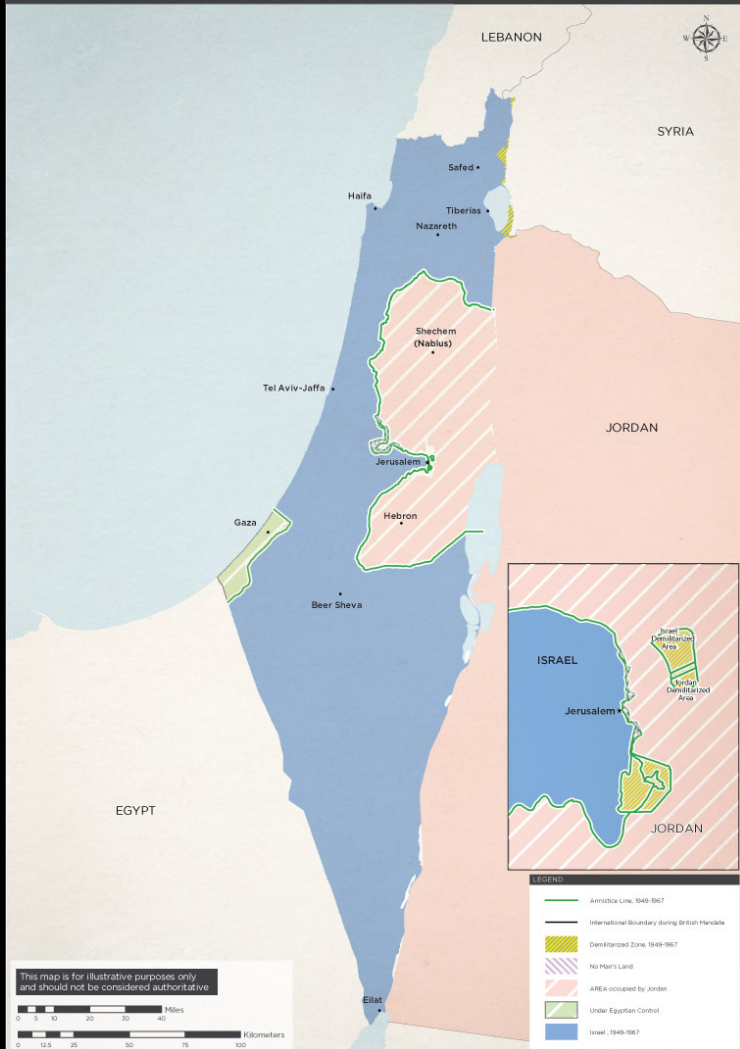 LEBANON
N
W
E
S
SYRIA
Safed
Haifa
Tiberias
Nazareth
Shechem
(Nablus)
Tel Aviv-Jaffa
JORDAN
Jerusalem
Gaza
Hebron
Beer Sheva
Israel
Demilitarized
Area
ISRAEL
Jordan
Demilitarized
Area
Jerusalem
EGYPT
JORDAN
LEGEND
Armistice Line, 1949-1967
International Boundary during British Mandate
Demilitarized Zone, 1949-1967
No Man's Land
AREA occupied by Jordan
Under Egyptian Control
Israel, 1949-1967
This map is for illustrative purposes only
and should not be considered authoritative
Miles
0 5 10 20 30 40
Kilometers
0 12.5 25 50 75 100
Eilat